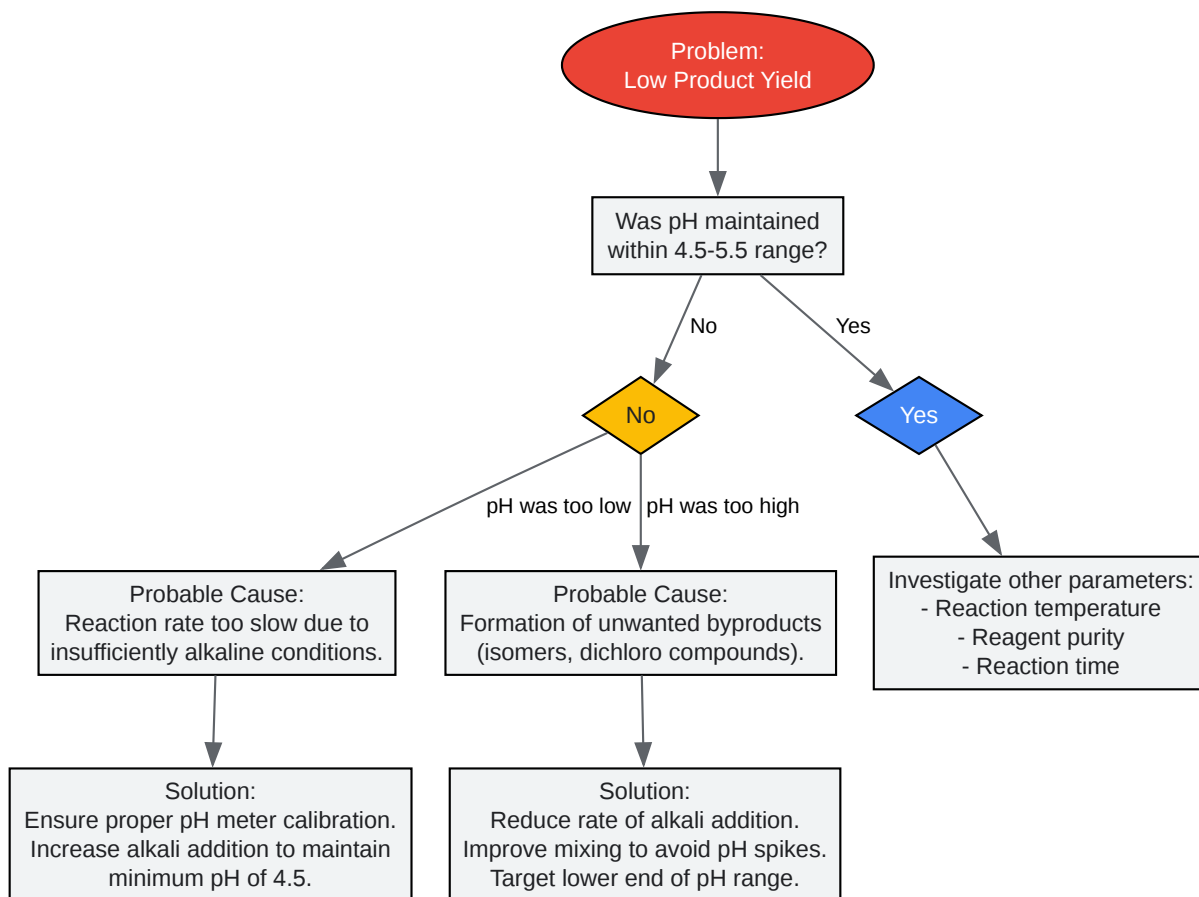 Problem:
Low Product Yield
Was pH maintained
within 4.5-5.5 range?
No
Yes
No
Yes
pH was too low
pH was too high
Probable Cause:
Reaction rate too slow due to
insufficiently alkaline conditions.
Probable Cause:
Formation of unwanted byproducts
(isomers, dichloro compounds).
Investigate other parameters:
- Reaction temperature
- Reagent purity
- Reaction time
Solution:
Ensure proper pH meter calibration.
Increase alkali addition to maintain
minimum pH of 4.5.
Solution:
Reduce rate of alkali addition.
Improve mixing to avoid pH spikes.
Target lower end of pH range.